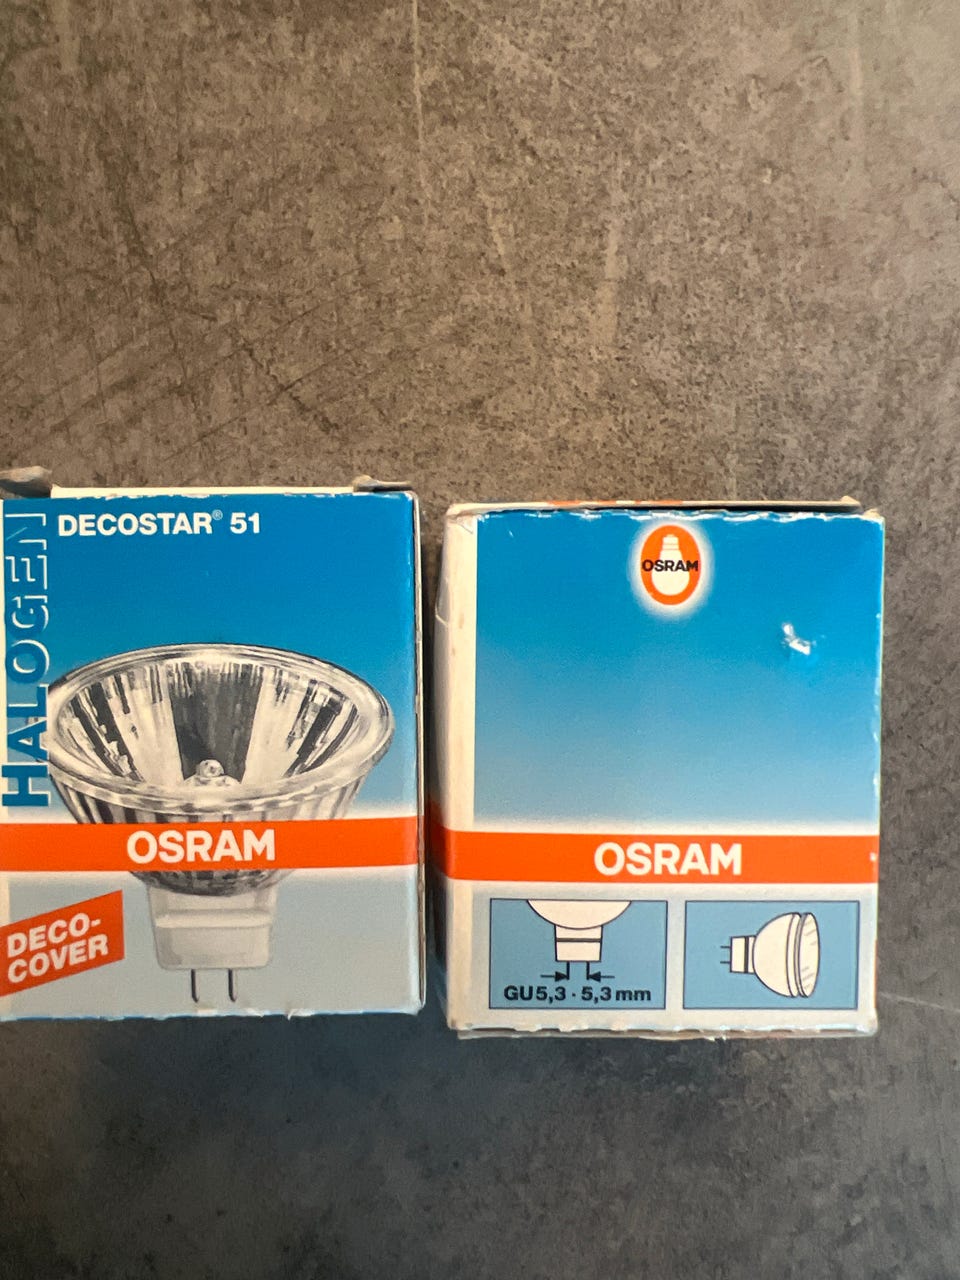 HALOGEN
DECOSTAR® 51
OSRAM
DECO-
COVER
OSRAM
OSRAM
GU5,3 · 5,3 mm